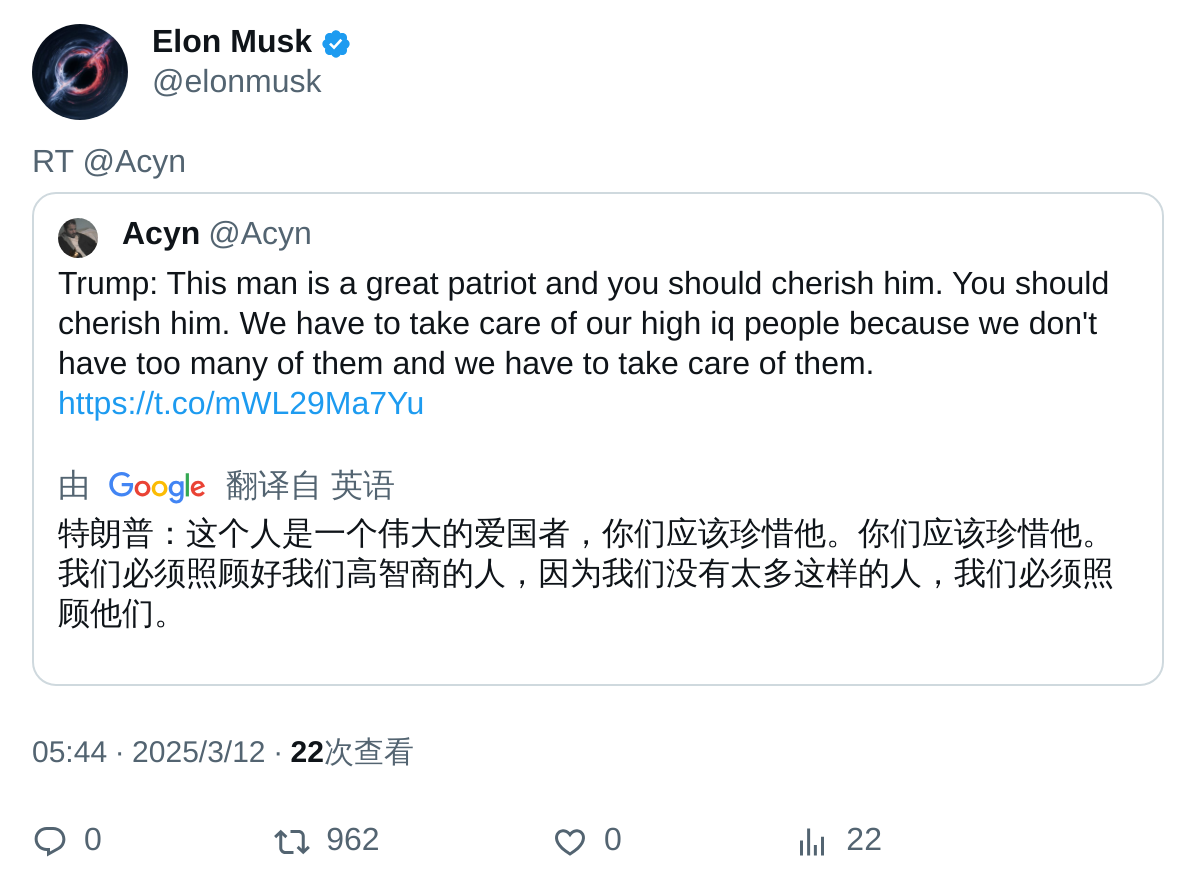 Elon Musk
@elonmusk
RT @Acyn
Acyn @Acyn
Trump: This man is a great patriot and you should cherish him. You should
cherish him. We have to take care of our high iq people because we don't
have too many of them and we have to take care of them.
https://t.co/mWL29Ma7Yu
由 Google 翻译自 英语
特朗普：这个人是一个伟大的爱国者，你们应该珍惜他。你们应该珍惜他。
我们必须照顾好我们高智商的人，因为我们没有太多这样的人，我们必须照
顾他们。
05:44 · 2025/3/12 · 22次查看
0 962 0 22